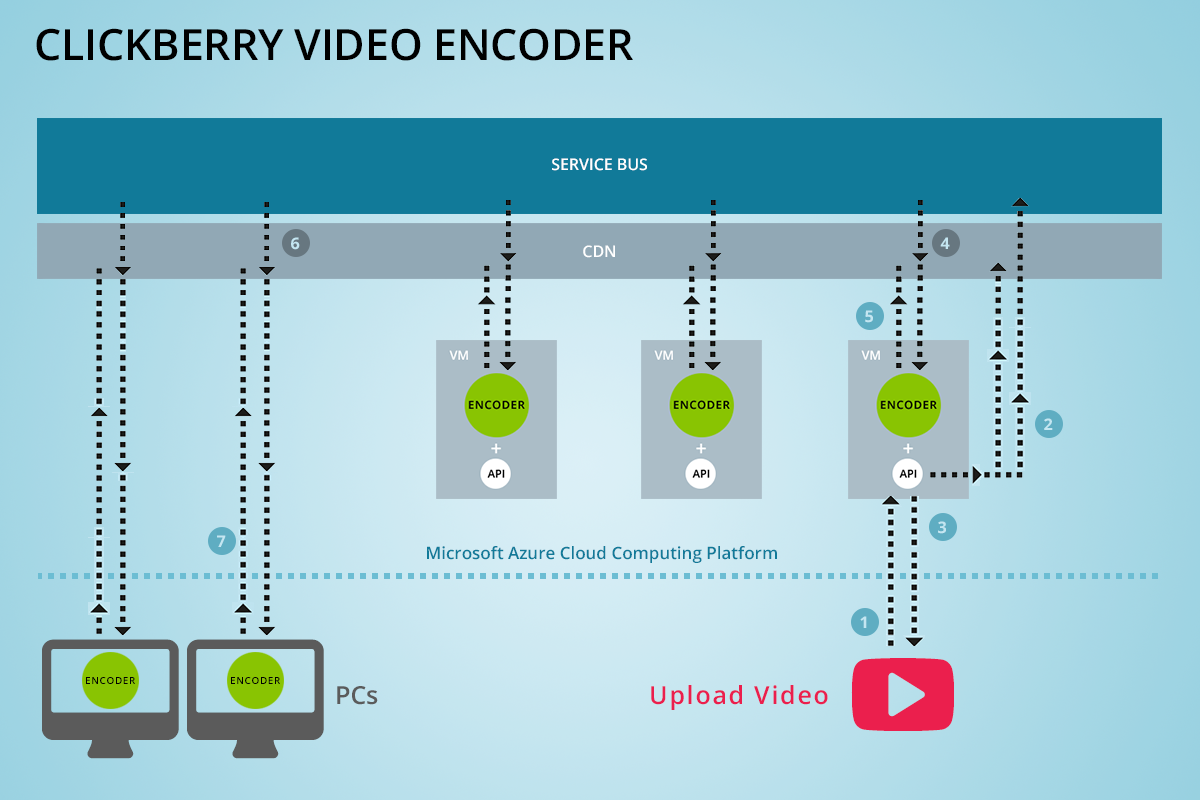 CLICKBERRY VIDEO ENCODER
SERVICE BUS
6
CDN
4
5
VM
VM
VM
ENCODER
ENCODER
ENCODER
+
+
+
2
API
API
API
3
7
Microsoft Azure Cloud Computing Platform
1
ENCODER
ENCODER
PCs
Upload Video